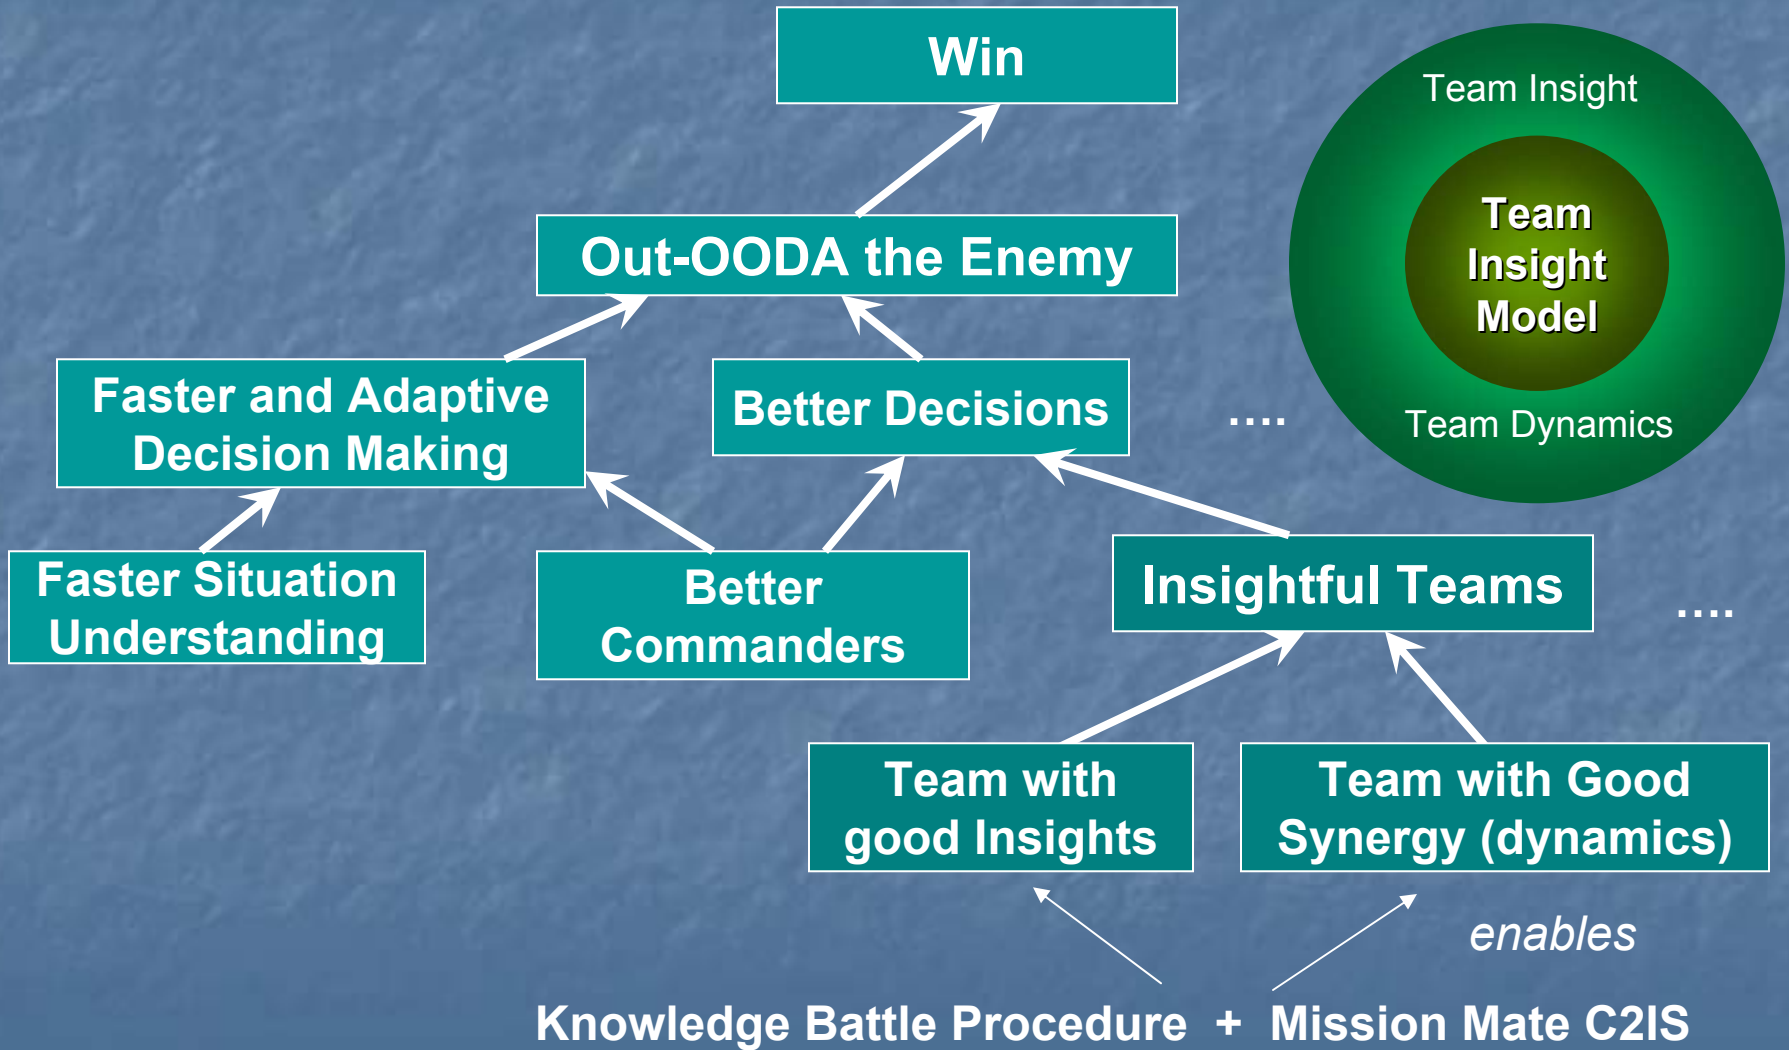 Win
Team Insight
Team
Insight
Model
Team Dynamics
Out-OODA the Enemy
Faster and Adaptive
Decision Making
Better Decisions
....
Faster Situation
Understanding
Better
Commanders
Insightful Teams
....
Team with
good Insights
Team with Good
Synergy (dynamics)
enables
Knowledge Battle Procedure + Mission Mate C2IS